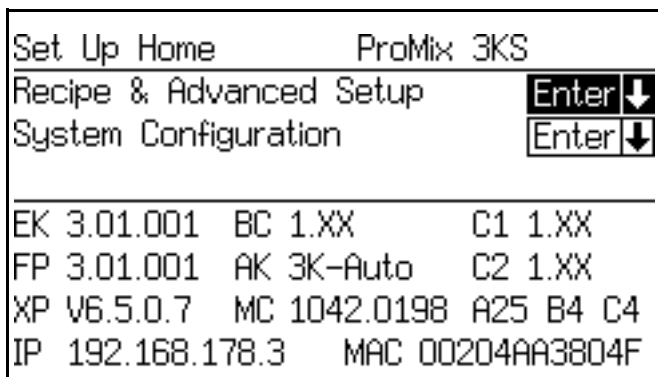 Set Up Home ProMix 3KS
Recipe & Advanced Setup Enter
System Configuration Enter
EK 3.01.001 BC 1.XX C1 1.XX
FP 3.01.001 AK 3K-Auto C2 1.XX
XP V6.5.0.7 MC 1042.0198 A25 B4 C4
IP 192.168.178.3 MAC 00204AA3804F